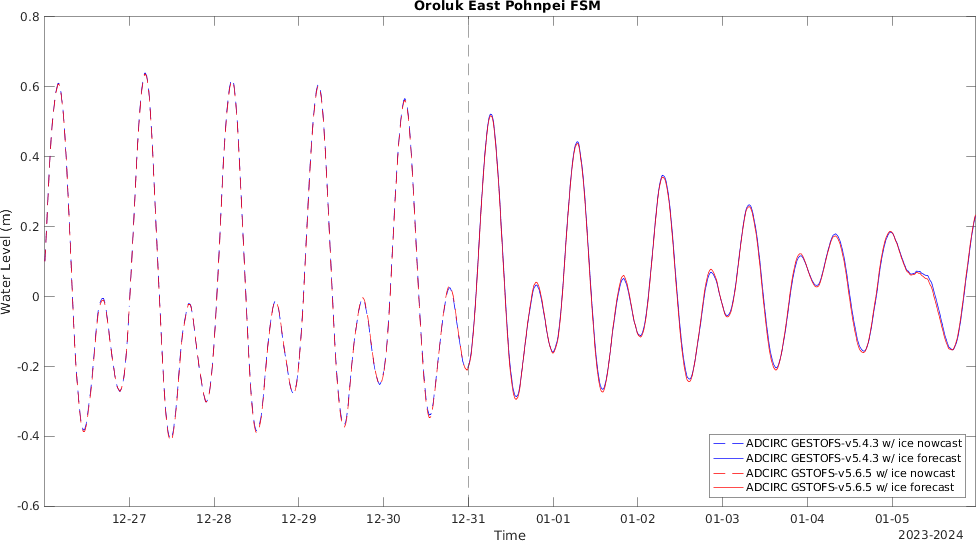 Oroluk East Pohnpei FSM
0.8
0.6
0.4
0.2
0
-0.2
-0.4
-0.6
Water Level (m)
ADCIRC GESTOFS-v5.4.3 w/ ice nowcast
ADCIRC GESTOFS-v5.4.3 w/ ice forecast
ADCIRC GSTOFS-v5.6.5 w/ ice nowcast
ADCIRC GSTOFS-v5.6.5 w/ ice forecast
12-27 12-28 12-29 12-30 12-31 01-01 01-02 01-03 01-04 01-05
Time
2023-2024